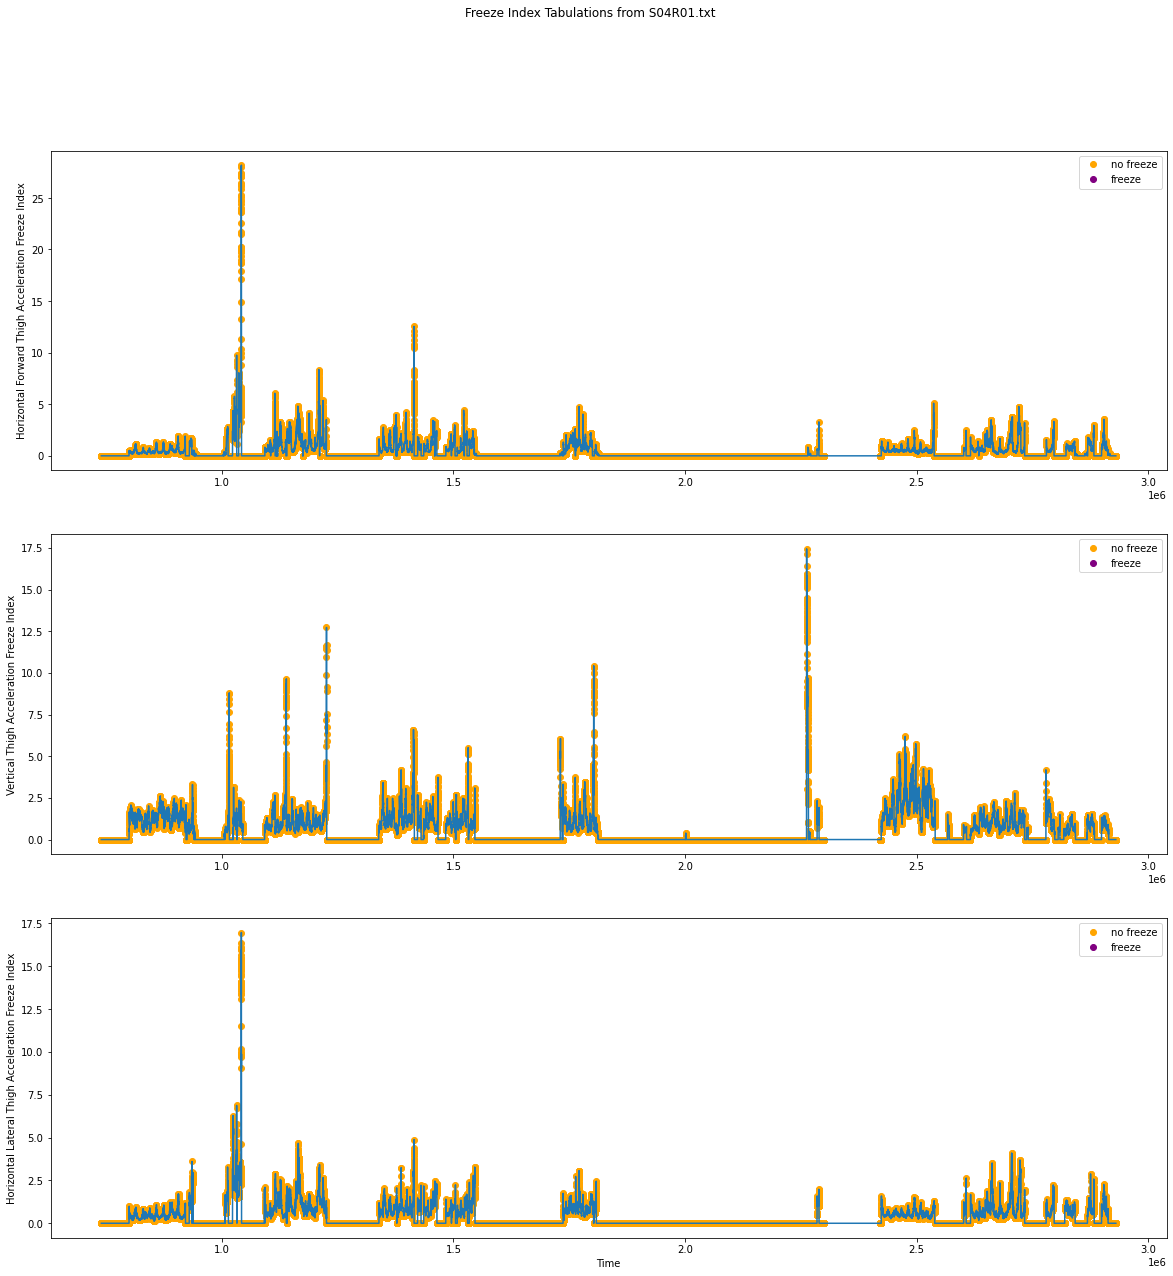 Freeze Index Tabulations from S04R01.txt
Horizontal Forward Thigh Acceleration Freeze Index
25
20
15
10
5
0
no freeze
freeze
1.0 1.5 2.0 2.5 3.0
1e6
Vertical Thigh Acceleration Freeze Index
17.5
15.0
12.5
10.0
7.5
5.0
2.5
0.0
no freeze
freeze
1.0 1.5 2.0 2.5 3.0
1e6
Horizontal Lateral Thigh Acceleration Freeze Index
17.5
15.0
12.5
10.0
7.5
5.0
2.5
0.0
no freeze
freeze
1.0 1.5 2.0 2.5 3.0
1e6
Time